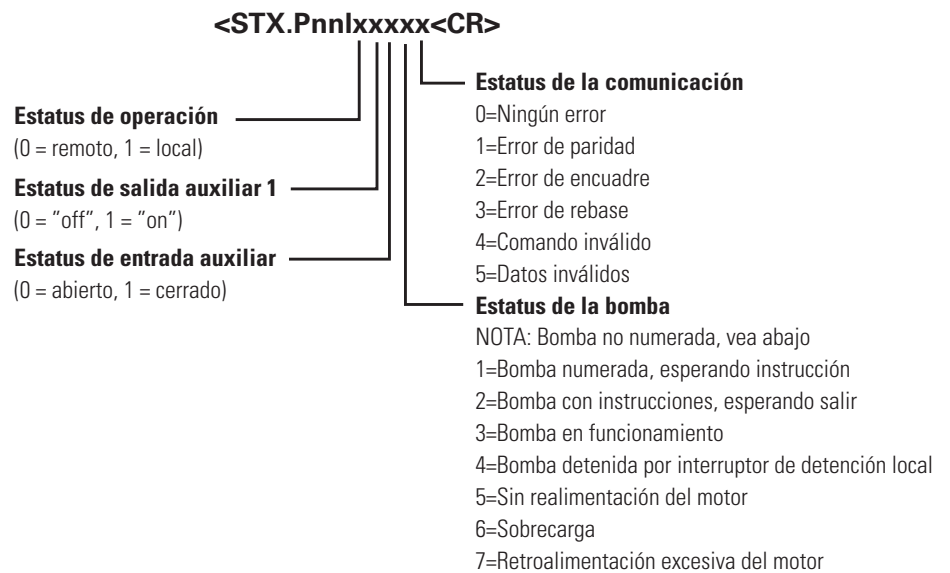 <STX.PnnIxxxxx<CR>
Estatus de operación
(0 = remoto, 1 = local)
Estatus de salida auxiliar 1
(0 = "off", 1 = "on")
Estatus de entrada auxiliar
(0 = abierto, 1 = cerrado)
Estatus de la comunicación
0=Ningún error
1=Error de paridad
2=Error de encuadre
3=Error de rebase
4=Comando inválido
5=Datos inválidos
Estatus de la bomba
NOTA: Bomba no numerada, vea abajo
1=Bomba numerada, esperando instrucción
2=Bomba con instrucciones, esperando salir
3=Bomba en funcionamiento
4=Bomba detenida por interruptor de detención local
5=Sin realimentación del motor
6=Sobrecarga
7=Retroalimentación excesiva del motor